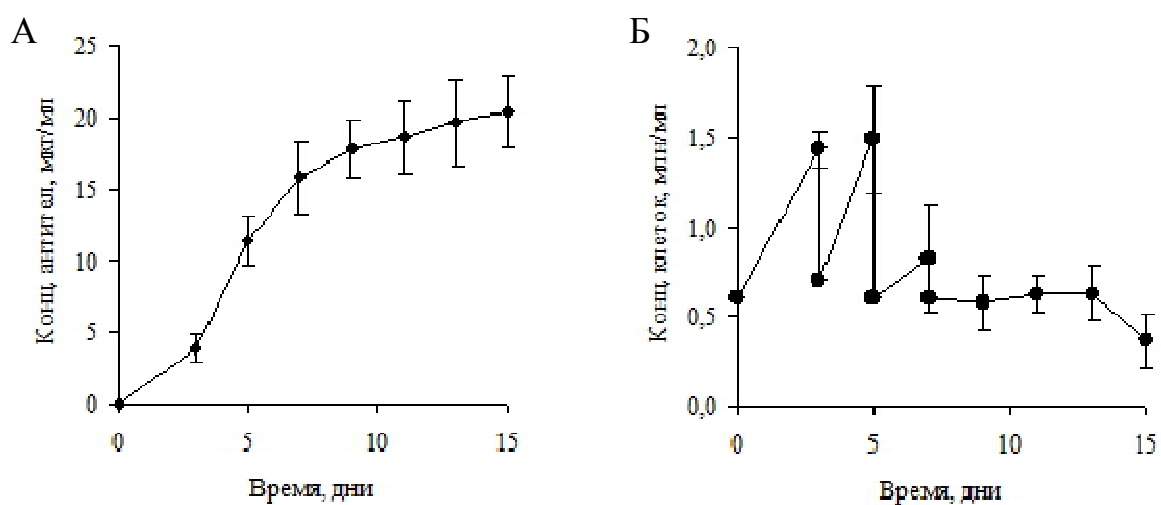 А
Конц. антител, мкг/мл
25
20
15
10
5
0
0 5 10 15
Время, дни
Б
Конц. клеток, млн/мл
2,0
1,5
1,0
0,5
0,0
0 5 10 15
Время, дни